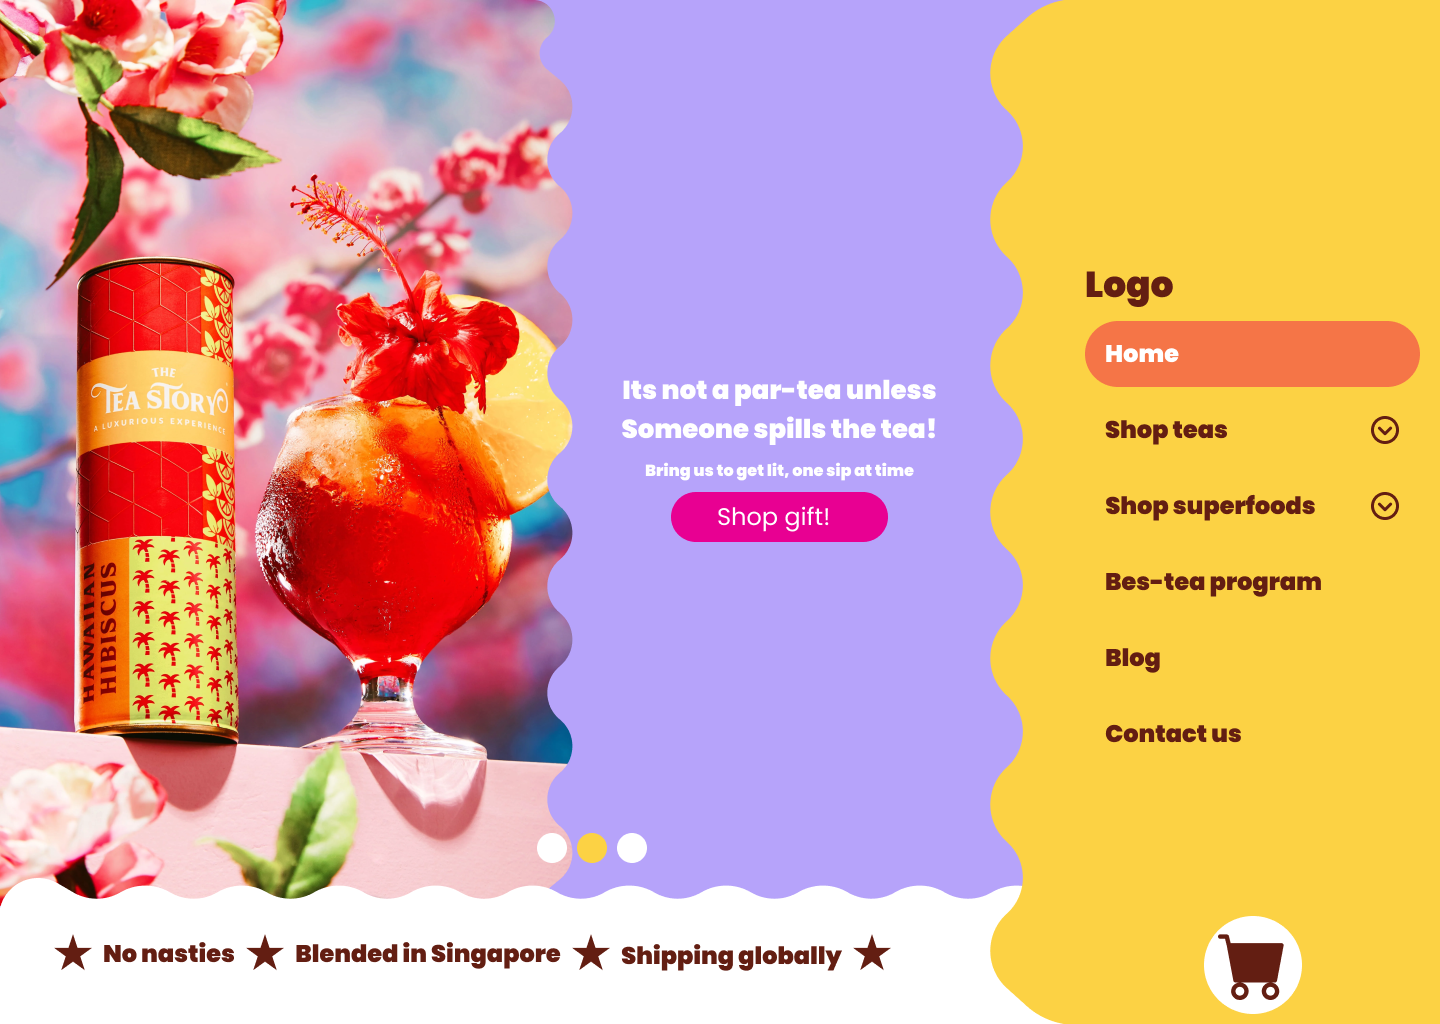 THE
TEA STORY
A LUXURIOUS EXPERIENCE
HAWAIIAN
HIBISCUS
Its not a par-tea unless
Someone spills the tea!
Bring us to get lit, one sip at time
Shop gift!
Logo
Home
Shop teas
Shop superfoods
Bes-tea program
Blog
Contact us
No nasties
Blended in Singapore
Shipping globally